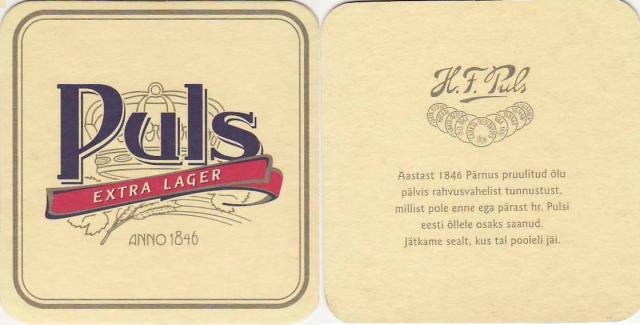 Puls
EXTRA LAGER
ANNO 1846
H. F. Puls
Aastast 1846 Pärnus pruulitud õlu
pälvis rahvusvahelist tunnustust,
millist pole enne ega pärast hr. Pulsi
eesti õllele osaks saanud.
Jätkame sealt, kus tal pooleli jäi.